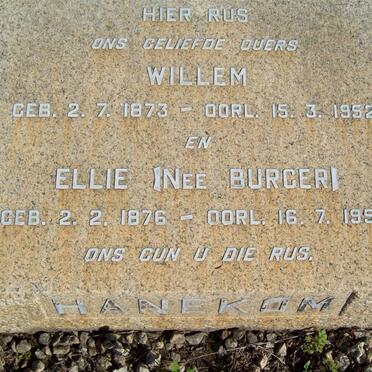 HIER RUS
ONS GELIEFDE OUERS
WILLEM
GEB. 2. 7. 1873 – OORL. 15. 3. 1952
EN
ELLIE (NEE BURGER)
GEB. 2. 2. 1876 – OORL. 16. 7.
ONS GUN U DIE RUS.
HANEKOM